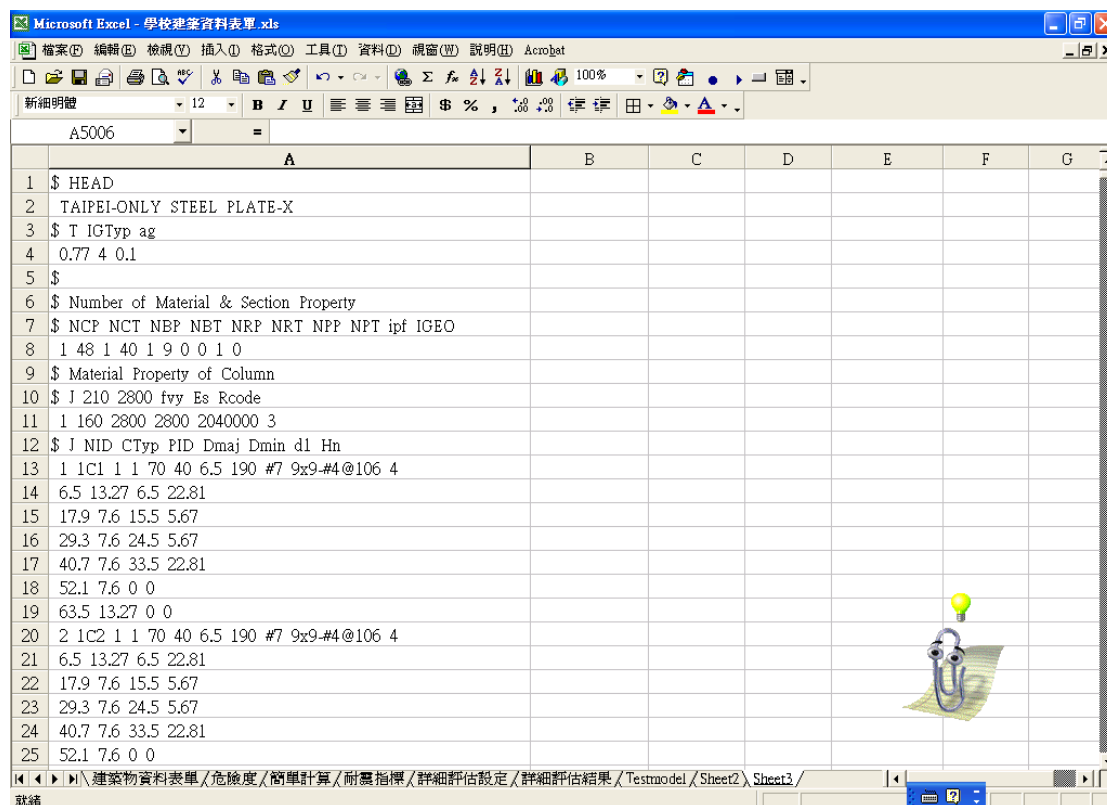 Microsoft Excel - 學校建築資料表單.xls
檔案(F) 編輯(E) 檢視(V) 插入(I) 格式(O) 工具(T) 資料(D) 視窗(W) 說明(H) Acrobat
100%
新細明體 12 B I U $ % ,
A5006 =
A B C D E F G
1 $ HEAD
2 TAIPEI-ONLY STEEL PLATE-X
3 $ T IGTyp ag
4 0.77 4 0.1
5 $
6 $ Number of Material & Section Property
7 $ NCP NCT NBP NBT NRP NRT NPP NPT ipf IGEO
8 1 48 1 40 1 9 0 0 1 0
9 $ Material Property of Column
10 $ J 210 2800 fvy Es Rcode
11 1 160 2800 2800 2040000 3
12 $ J NID CTyp PID Dmaj Dmin d1 Hn
13 1 1C1 1 1 70 40 6.5 190 #7 9x9-#4@106 4
14 6.5 13.27 6.5 22.81
15 17.9 7.6 15.5 5.67
16 29.3 7.6 24.5 5.67
17 40.7 7.6 33.5 22.81
18 52.1 7.6 0 0
19 63.5 13.27 0 0
20 2 1C2 1 1 70 40 6.5 190 #7 9x9-#4@106 4
21 6.5 13.27 6.5 22.81
22 17.9 7.6 15.5 5.67
23 29.3 7.6 24.5 5.67
24 40.7 7.6 33.5 22.81
25 52.1 7.6 0 0
建築物資料表單 / 危險度 / 簡單計算 / 耐震指標 / 詳細評估設定 / 詳細評估結果 / Testmodel / Sheet2 \ Sheet3 /
就緒